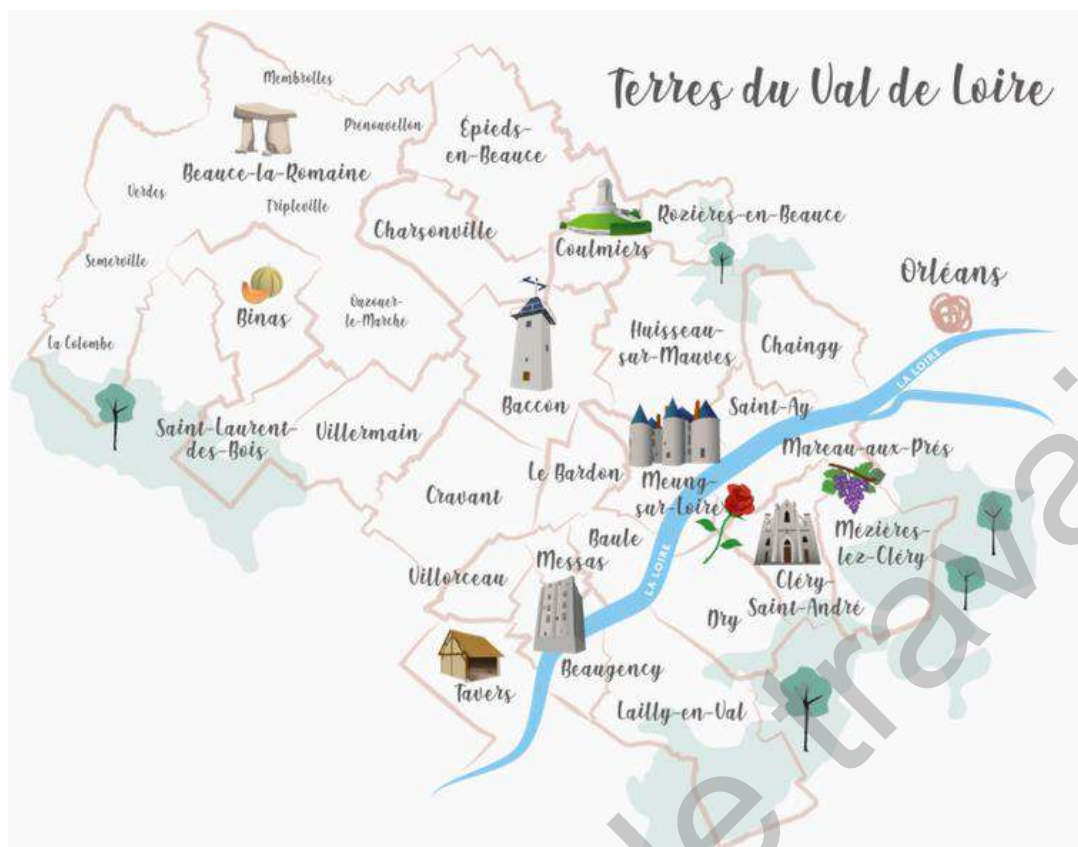 Terres du Val de Loire
Membrolles
Prénouvellon
Épieds-
en-Beauce
Beauce-la-Romaine
Verdes
Tripleville
Charsonville
Rozières-en-Beauce
Coulmiers
Semerville
Orléans
Binas
Ouzouer-
le-Marché
La Colombe
Huisseau-
sur-Mauves
Chaingy
LA LOIRE
Baccon
Saint-Ay
Saint-Laurent-
des-Bois
Villermain
Mareau-aux-Prés
Le Bardon
Meung-
sur-Loire
Cravant
Mézières-
lez-Cléry
Baule
Messas
LA LOIRE
Villorceau
Cléry-
Saint-André
Dry
Beaugency
Tavers
Lailly-en-Val
le trava